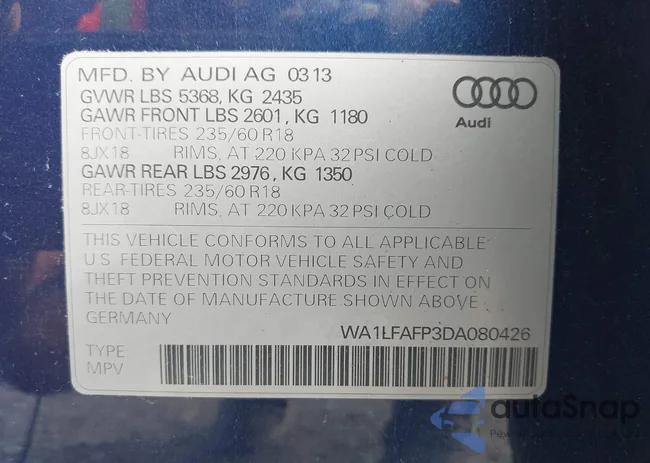 MFD. BY AUDI AG 03 13
GVWR LBS 5368, KG 2435
GAWR FRONT LBS 2601, KG 1180
FRONT-TIRES 235/60 R18
8JX18 RIMS, AT 220 KPA 32 PSI COLD
GAWR REAR LBS 2976, KG 1350
REAR-TIRES 235/60 R18
8JX18 RIMS, AT 220 KPA 32 PSI COLD
Audi
THIS VEHICLE CONFORMS TO ALL APPLICABLE
U.S. FEDERAL MOTOR VEHICLE SAFETY AND
THEFT PREVENTION STANDARDS IN EFFECT ON
THE DATE OF MANUFACTURE SHOWN ABOVE
GERMANY
WA1LFAFP3DA080426
TYPE
MPV
autoSnap